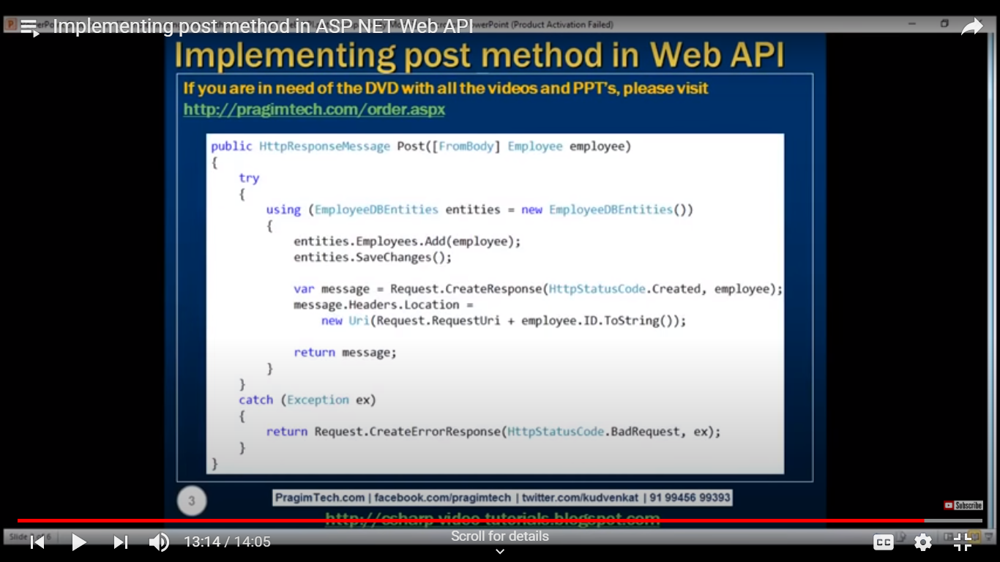 Implementing post method in ASP NET Web API
PowerPoint (Product Activation Failed)
Implementing post method in Web API
If you are in need of the DVD with all the videos and PPT's, please visit
http://pragimtech.com/order.aspx
public HttpResponseMessage Post([FromBody] Employee employee)
{
try
{
using (EmployeeDBEntities entities = new EmployeeDBEntities())
{
entities.Employees.Add(employee);
entities.SaveChanges();
var message = Request.CreateResponse(HttpStatusCode.Created, employee);
message.Headers.Location =
new Uri(Request.RequestUri + employee.ID.ToString());
return message;
}
}
catch (Exception ex)
{
return Request.CreateErrorResponse(HttpStatusCode.BadRequest, ex);
}
}
3
PragimTech.com | facebook.com/pragimtech | twitter.com/kudvenkat | 91 99456 99393
Subscribe
http://csharp-video-tutorials.blogspot.com
Slide
13:14 / 14:05
Scroll for details
CC